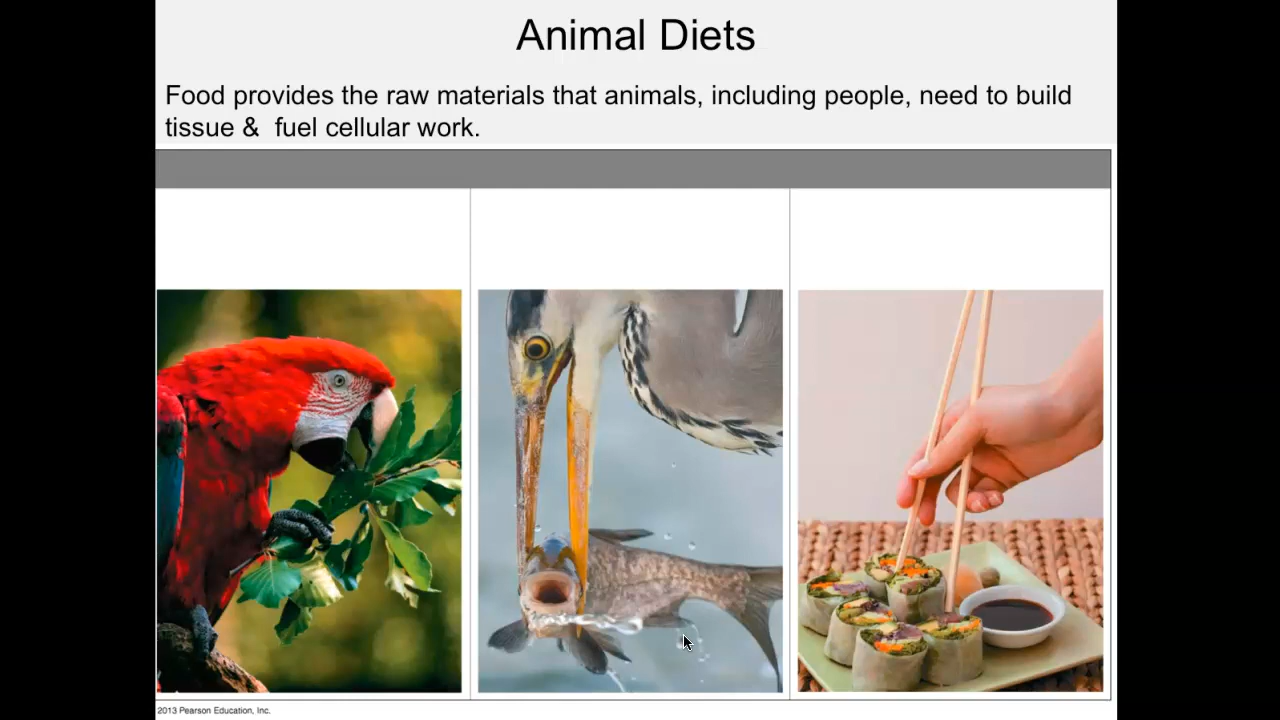 Animal Diets
Food provides the raw materials that animals, including people, need to build
tissue &  fuel cellular work.
2013 Pearson Education, Inc.